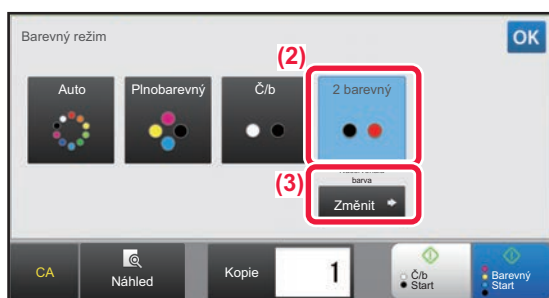 Barevný režim
OK
(2)
Auto
Plnobarevný
Č/b
2 barevný
(3)
barva
Změnit
CA
Náhled
Kopie
1
Č/b
Start
Barevný
Start